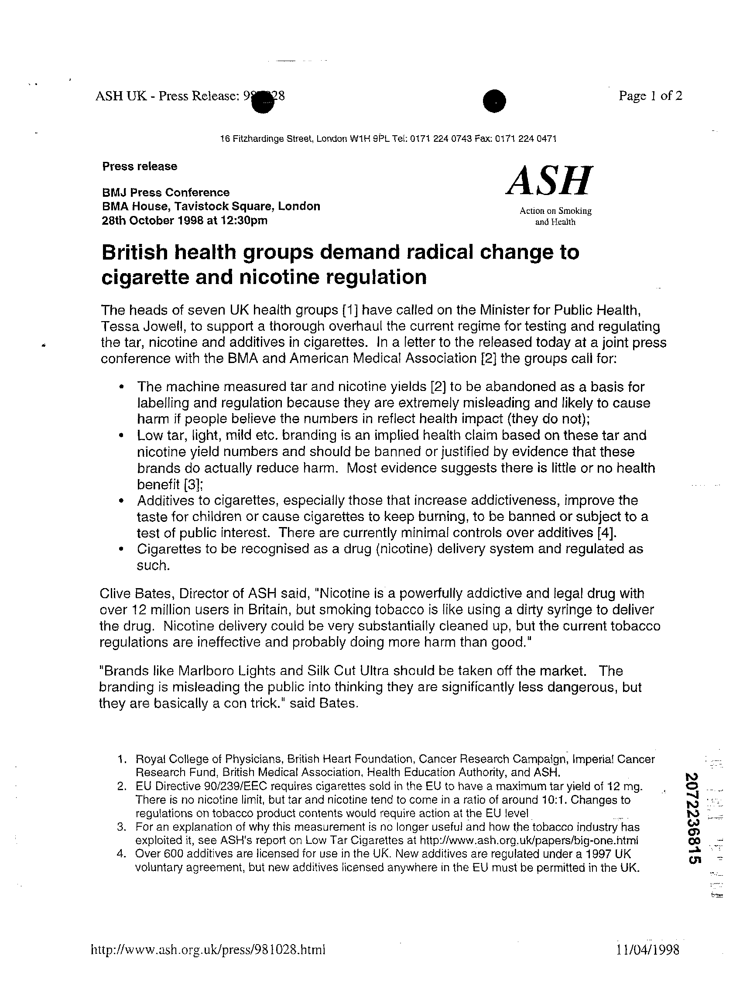 ASH UK - Press Release: 981028
Page 1 of 2
16 Fitzhardinge Street, London W1H 9PL Tel: 0171 224 0743 Fax: 0171 224 0471
Press release
ASH
Action on Smoking
and Health
BMJ Press Conference
BMA House, Tavistock Square, London
28th October 1998 at 12:30pm
British health groups demand radical change to
cigarette and nicotine regulation
The heads of seven UK health groups [1] have called on the Minister for Public Health,
Tessa Jowell, to support a thorough overhaul the current regime for testing and regulating
the tar, nicotine and additives in cigarettes. In a letter to the released today at a joint press
conference with the BMA and American Medical Association [2] the groups call for:
• The machine measured tar and nicotine yields [2] to be abandoned as a basis for
labelling and regulation because they are extremely misleading and likely to cause
harm if people believe the numbers in reflect health impact (they do not);
• Low tar, light, mild etc. branding is an implied health claim based on these tar and
nicotine yield numbers and should be banned or justified by evidence that these
brands do actually reduce harm. Most evidence suggests there is little or no health
benefit [3];
• Additives to cigarettes, especially those that increase addictiveness, improve the
taste for children or cause cigarettes to keep burning, to be banned or subject to a
test of public interest. There are currently minimal controls over additives [4].
• Cigarettes to be recognised as a drug (nicotine) delivery system and regulated as
such.
Clive Bates, Director of ASH said, "Nicotine is a powerfully addictive and legal drug with
over 12 million users in Britain, but smoking tobacco is like using a dirty syringe to deliver
the drug. Nicotine delivery could be very substantially cleaned up, but the current tobacco
regulations are ineffective and probably doing more harm than good."
"Brands like Marlboro Lights and Silk Cut Ultra should be taken off the market. The
branding is misleading the public into thinking they are significantly less dangerous, but
they are basically a con trick." said Bates.
1. Royal College of Physicians, British Heart Foundation, Cancer Research Campaign, Imperial Cancer
Research Fund, British Medical Association, Health Education Authority, and ASH.
2. EU Directive 90/239/EEC requires cigarettes sold in the EU to have a maximum tar yield of 12 mg.
There is no nicotine limit, but tar and nicotine tend to come in a ratio of around 10:1. Changes to
regulations on tobacco product contents would require action at the EU level
3. For an explanation of why this measurement is no longer useful and how the tobacco industry has
exploited it, see ASH's report on Low Tar Cigarettes at http://www.ash.org.uk/papers/big-one.html
4. Over 600 additives are licensed for use in the UK. New additives are regulated under a 1997 UK
voluntary agreement, but new additives licensed anywhere in the EU must be permitted in the UK.
2072236815
http://www.ash.org.uk/press/981028.html
11/04/1998